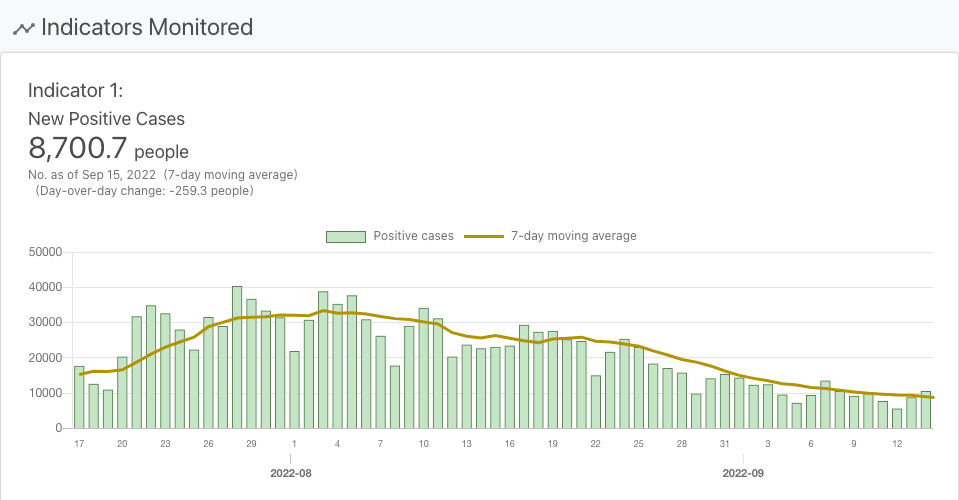 Indicators Monitored
Indicator 1:
New Positive Cases
8,700.7 people
No. as of Sep 15, 2022 (7-day moving average)
(Day-over-day change: -259.3 people)
Positive cases 7-day moving average
50000
40000
30000
20000
10000
0
17 20 23 26 29 1 4 7 10 13 16 19 22 25 28 31 3 6 9 12
2022-08 2022-09